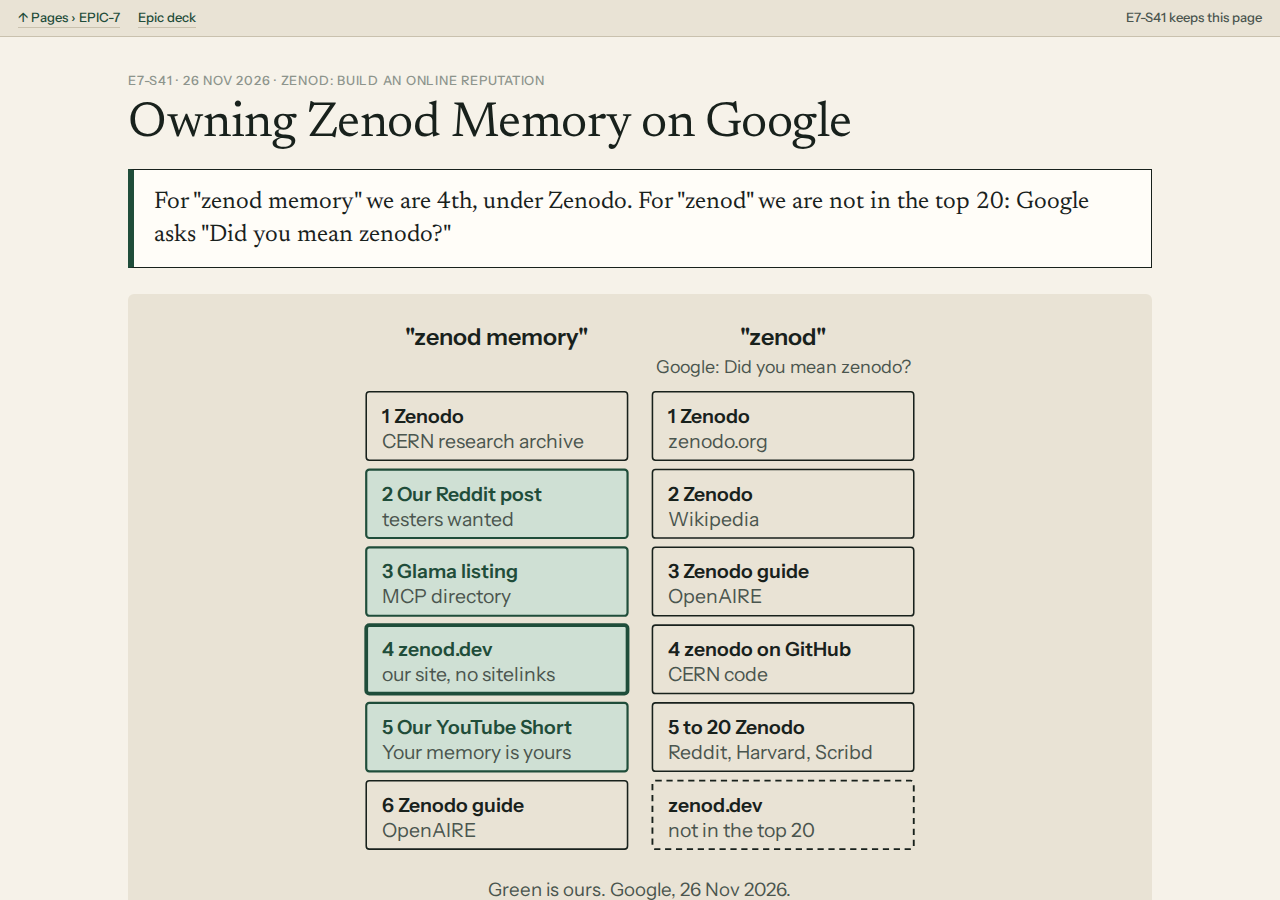 ↑ Pages › EPIC-7 Epic deck E7-S41 keeps this page
E7-S41 · 26 NOV 2026 · ZENOD: BUILD AN ONLINE REPUTATION
Owning Zenod Memory on Google
For "zenod memory" we are 4th, under Zenodo. For "zenod" we are not in the top 20: Google
asks "Did you mean zenodo?"
"zenod memory"
"zenod"
Google: Did you mean zenodo?
1 Zenodo
CERN research archive
1 Zenodo
zenodo.org
2 Our Reddit post
testers wanted
2 Zenodo
Wikipedia
3 Glama listing
MCP directory
3 Zenodo guide
OpenAIRE
4 zenod.dev
our site, no sitelinks
4 zenodo on GitHub
CERN code
5 Our YouTube Short
Your memory is yours
5 to 20 Zenodo
Reddit, Harvard, Scribd
6 Zenodo guide
OpenAIRE
zenod.dev
not in the top 20
Green is ours. Google, 26 Nov 2026.